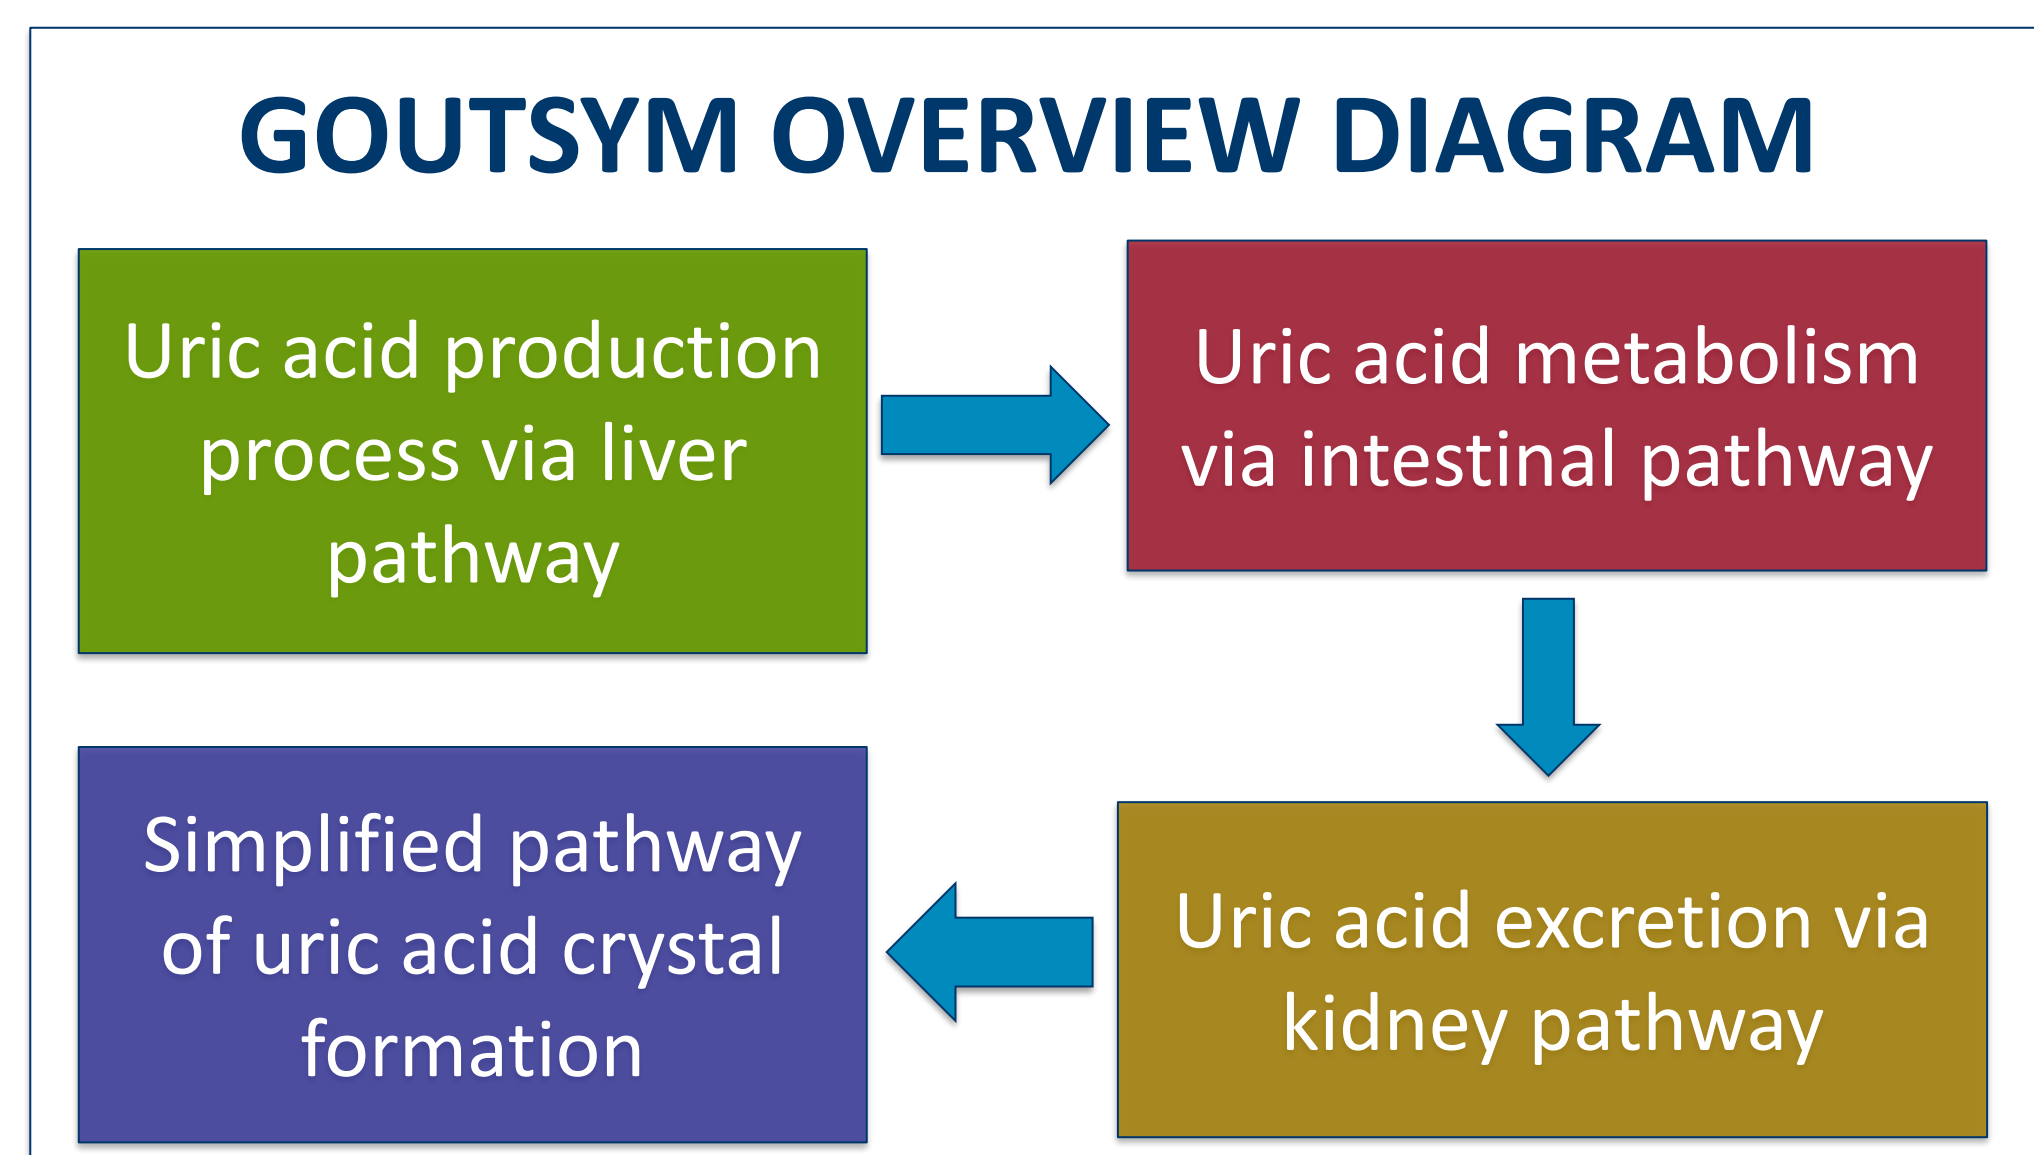 GOUTSYM OVERVIEW DIAGRAM
Uric acid production
process via liver
pathway
Uric acid metabolism
via intestinal pathway
Simplified pathway
of uric acid crystal
formation
Uric acid excretion via
kidney pathway